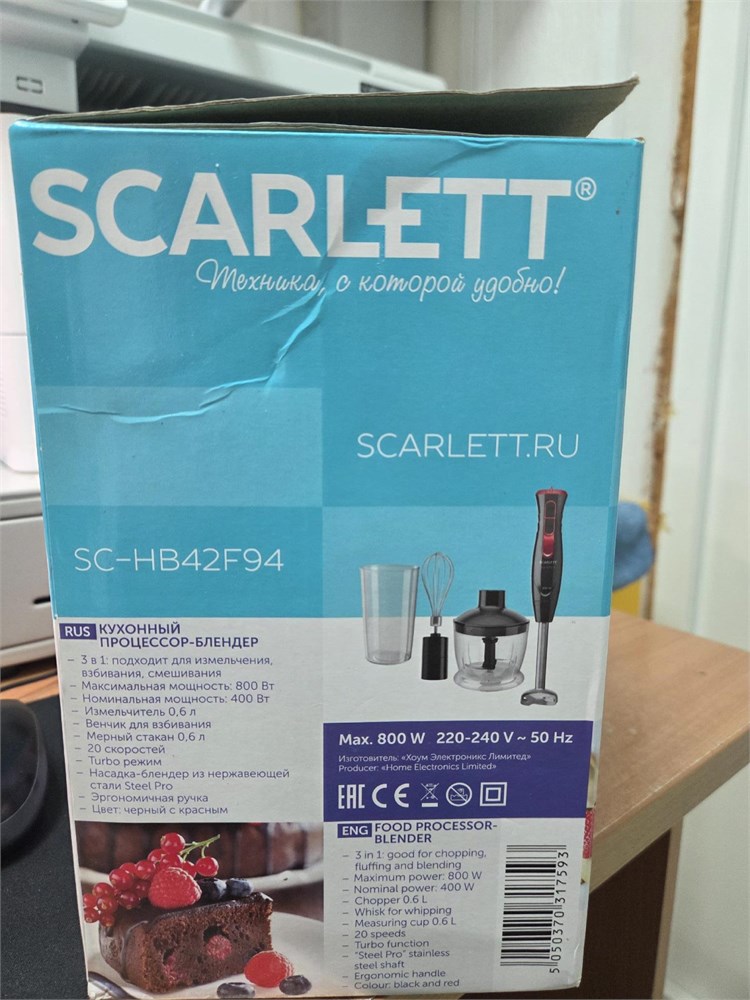 SCARLETT®
Техника, с которой удобно!
SCARLETT.RU
SC-HB42F94
RUS КУХОННЫЙ
ПРОЦЕССОР-БЛЕНДЕР
– 3 в 1: подходит для измельчения,
взбивания, смешивания
– Максимальная мощность: 800 Вт
– Номинальная мощность: 400 Вт
– Измельчитель 0,6 л
– Венчик для взбивания
– Мерный стакан 0,6 л
– 20 скоростей
– Turbo режим
– Насадка-блендер из нержавеющей
стали Steel Pro
– Эргономичная ручка
– Цвет: черный с красным
Max. 800 W 220-240 V ~ 50 Hz
Изготовитель: «Хоум Электроникс Лимитед»
Producer: «Home Electronics Limited»
EAC CE
ENG FOOD PROCESSOR-
BLENDER
– 3 in 1: good for chopping,
fluffing and blending
– Maximum power: 800 W
– Nominal power: 400 W
– Chopper 0.6 L
– Whisk for whipping
– Measuring cup 0.6 L
– 20 speeds
– Turbo function
– "Steel Pro" stainless
steel shaft
– Ergonomic handle
– Colour: black and red
5 050370 317593